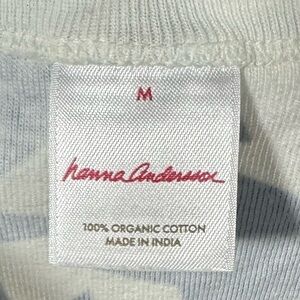 M
hanna andersson
100% ORGANIC COTTON
MADE IN INDIA